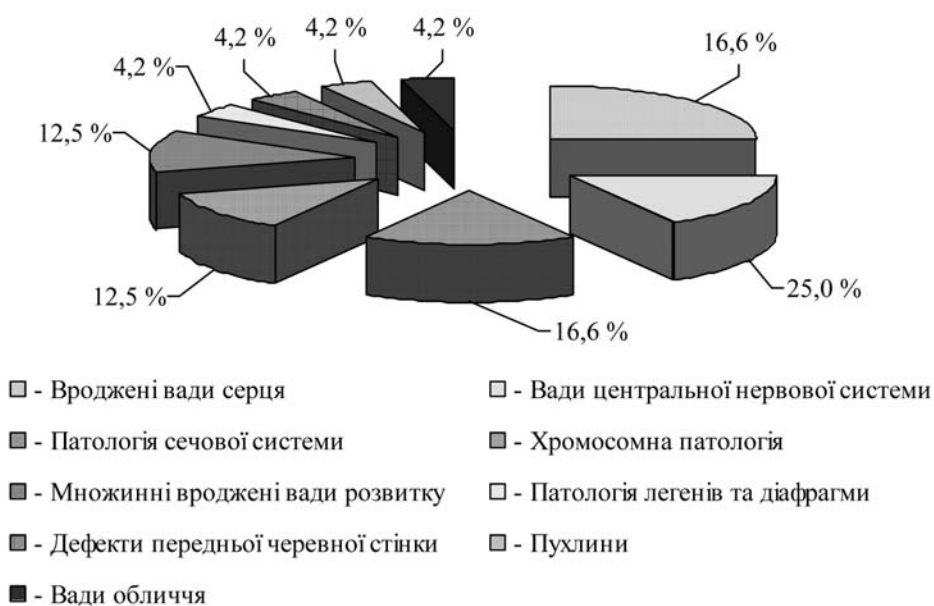 4,2 %
4,2 %
4,2 %
16,6 %
4,2 %
12,5 %
12,5 %
25,0 %
16,6 %
- Вроджені вади серця
- Вади центральної нервової системи
- Патологія сечової системи
- Хромосомна патологія
- Множинні вроджені вади розвитку
- Патологія легенів та діафрагми
- Дефекти передньої черевної стінки
- Пухлини
- Вади обличчя